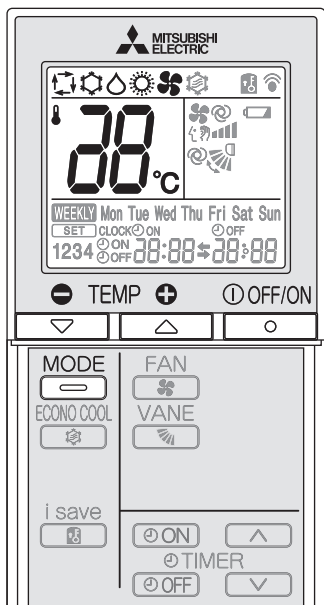 MITSUBISHI
ELECTRIC
88°C
WEEKLY Mon Tue Wed Thu Fri Sat Sun
SET CLOCK ON OFF
1234 ON OFF 88:88 88:88
TEMP OFF/ON
MODE FAN
ECONO COOL VANE
i save
ON
TIMER
OFF